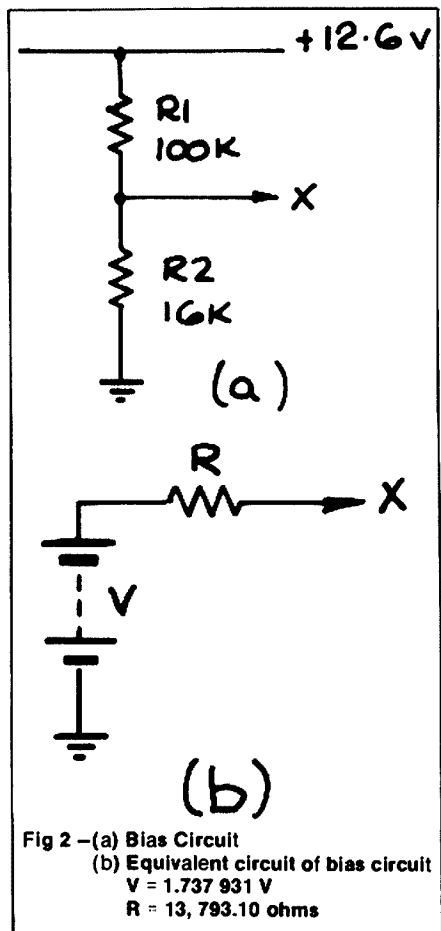 +12.6V
R1
100K
X
R2
16K
(a)
R
X
V
(b)
Fig 2 –(a) Bias Circuit
(b) Equivalent circuit of bias circuit
V = 1.737 931 V
R = 13, 793.10 ohms